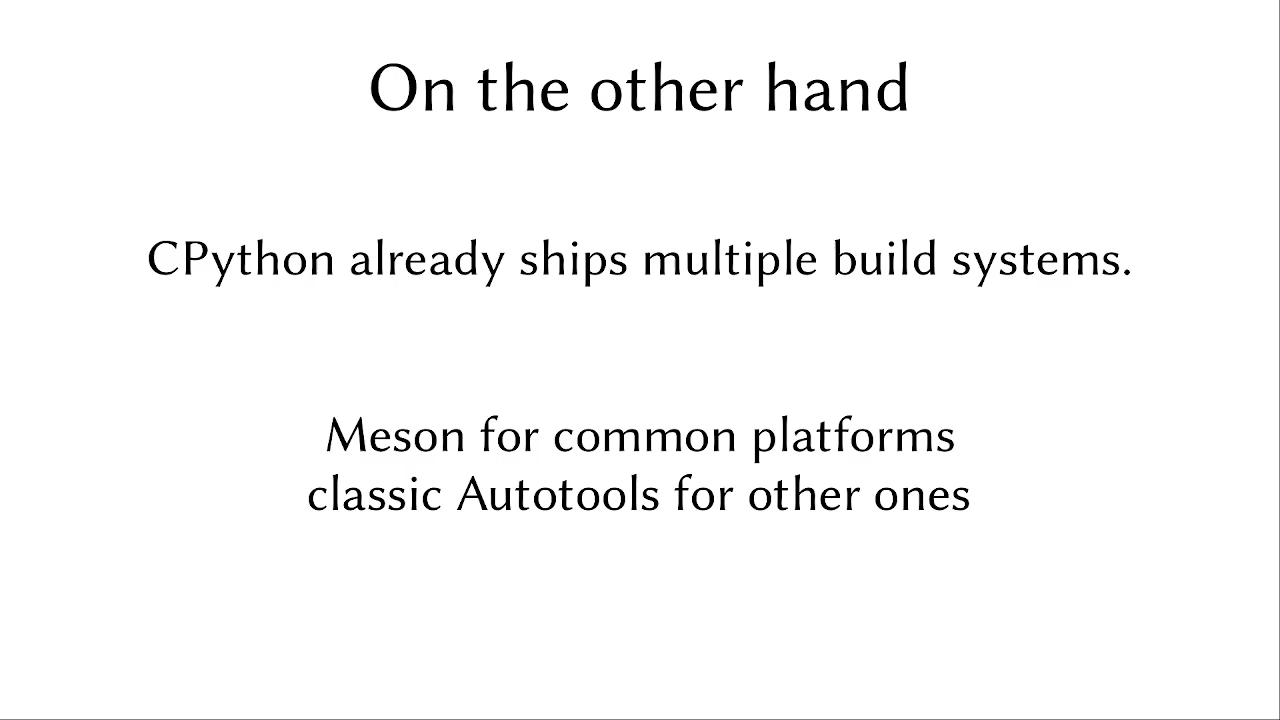 On the other hand
CPython already ships multiple build systems.
Meson for common platforms
classic Autotools for other ones